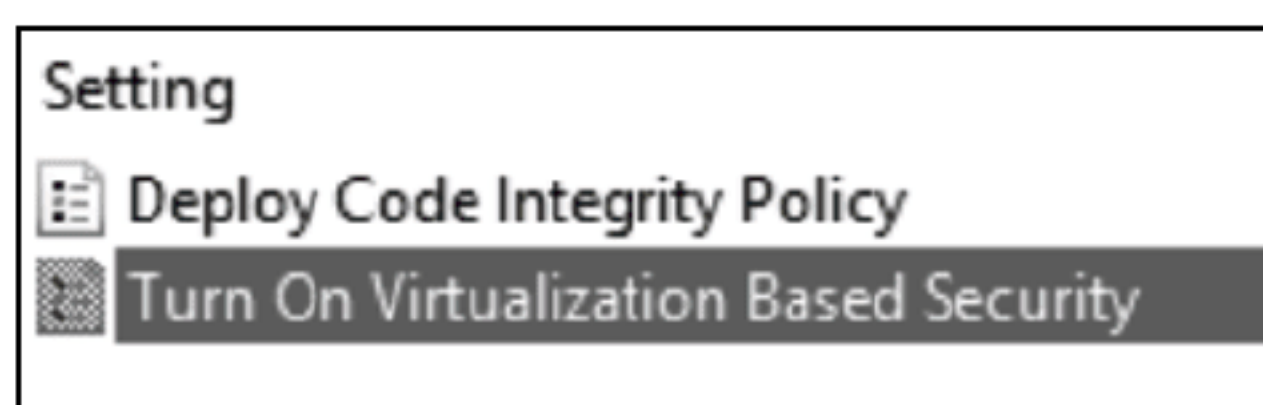 Setting
Deploy Code Integrity Policy
Turn On Virtualization Based Security